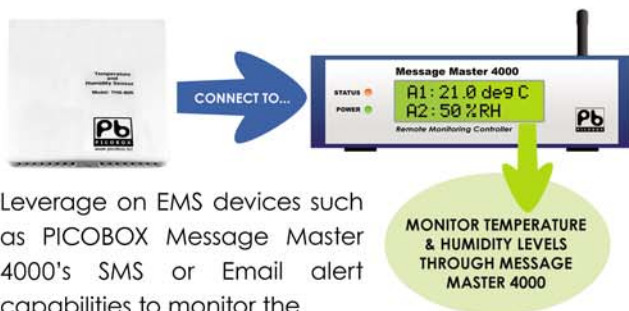 Temperature
and
Humidity Sensor
Pb
PICOBOX
CONNECT TO...
Message Master 4000
STATUS
POWER
A1:21.0 deg C
A2:50 %RH
Remote Monitoring Controller
Pb
PICOBOX
Leverage on EMS devices such
as PICOBOX Message Master
4000's SMS or Email alert
capabilities to monitor the
MONITOR TEMPERATURE
& HUMIDITY LEVELS
THROUGH MESSAGE
MASTER 4000